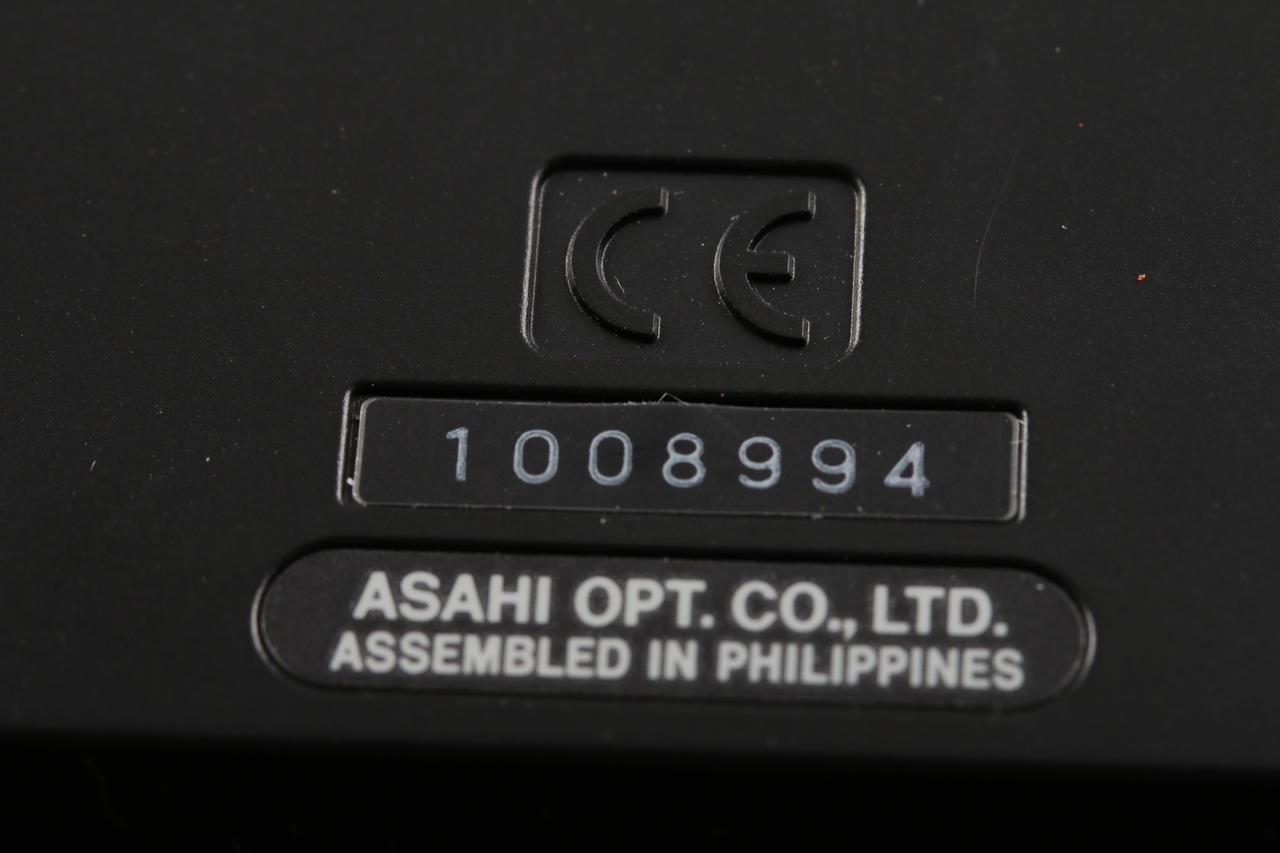 CE
1008994
ASAHI OPT. CO., LTD.
ASSEMBLED IN PHILIPPINES